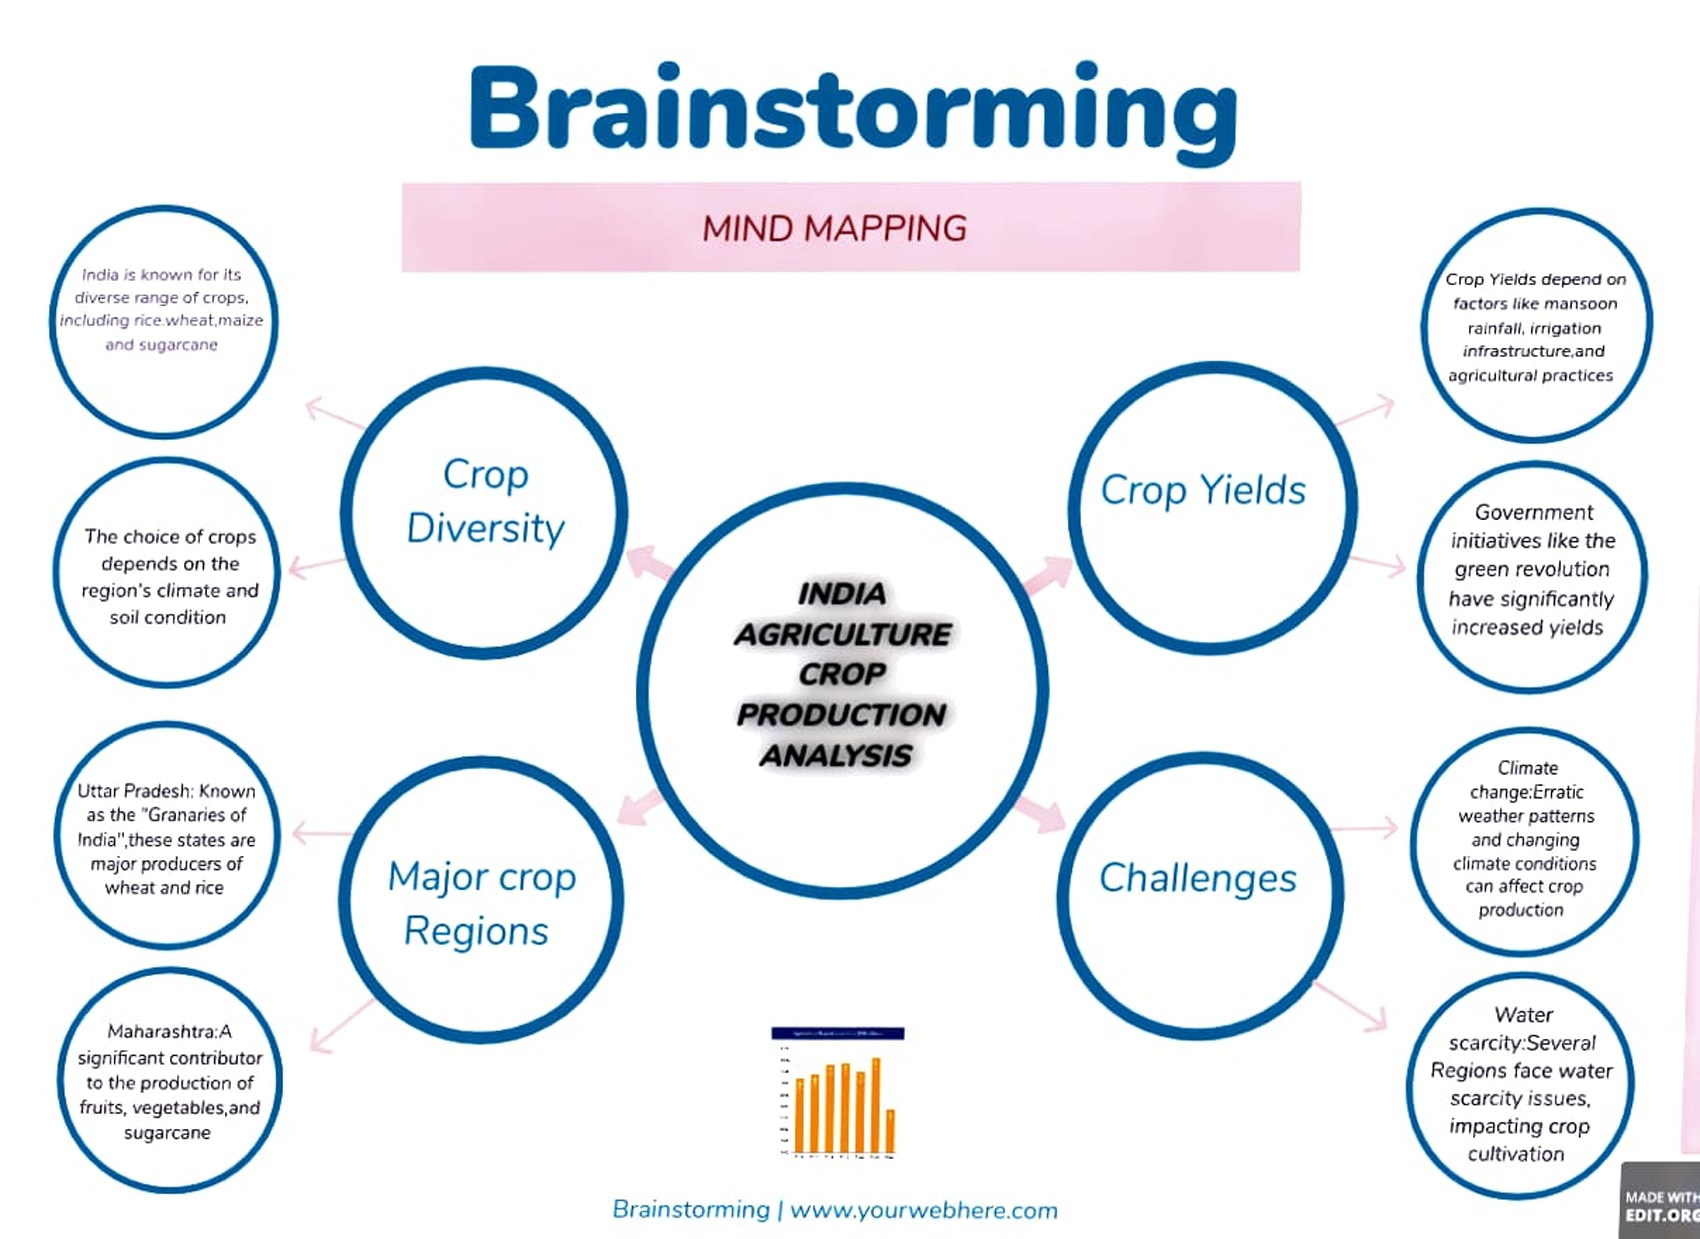 Brainstorming
MIND MAPPING
India is known for its
diverse range of crops,
including rice.wheat,maize
and sugarcane
The choice of crops
depends on the
region's climate and
soil condition
Crop
Diversity
Uttar Pradesh: Known
as the "Granaries of
India",these states are
major producers of
wheat and rice
Maharashtra:A
significant contributor
to the production of
fruits, vegetables,and
sugarcane
Major crop
Regions
INDIA
AGRICULTURE
CROP
PRODUCTION
ANALYSIS
Crop Yields
Crop Yields depend on
factors like mansoon
rainfall, irrigation
infrastructure,and
agricultural practices
Government
initiatives like the
green revolution
have significantly
increased yields
Challenges
Climate
change:Erratic
weather patterns
and changing
climate conditions
can affect crop
production
Water
scarcity:Several
Regions face water
scarcity issues,
impacting crop
cultivation
Brainstorming | www.yourwebhere.com
MADE WITH
EDIT.ORG